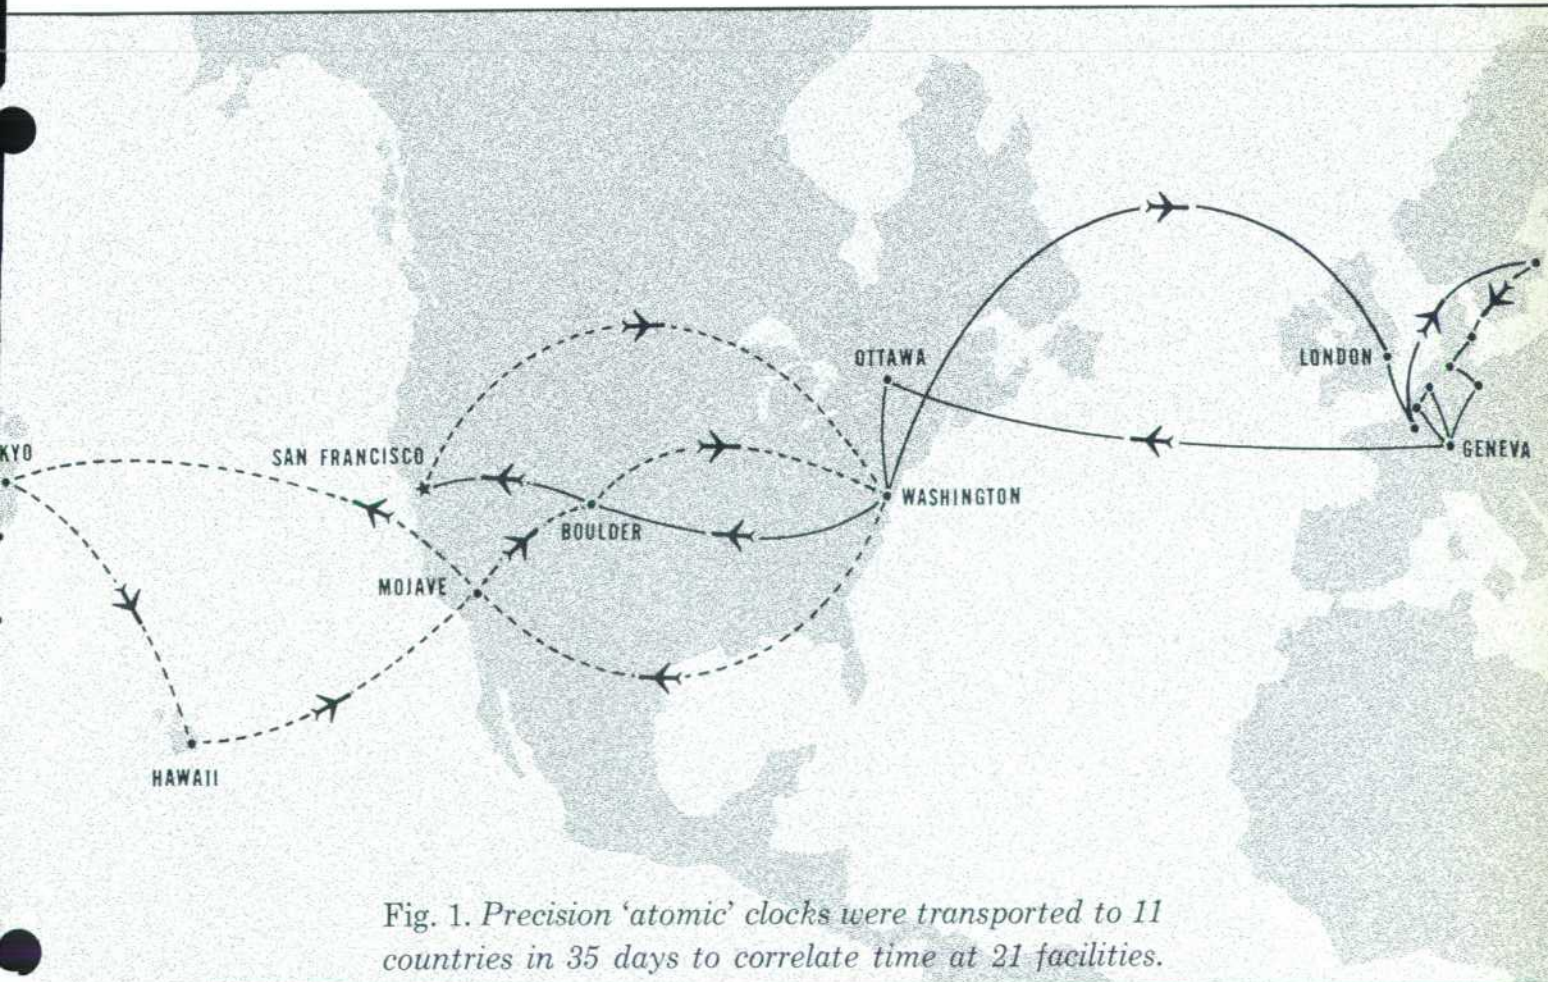 OTTAWA
LONDON
KYO
SAN FRANCISCO
GENEVA
WASHINGTON
BOULDER
MOJAVE
HAWAII
Fig. 1. Precision ‘atomic’ clocks were transported to 11
countries in 35 days to correlate time at 21 facilities.